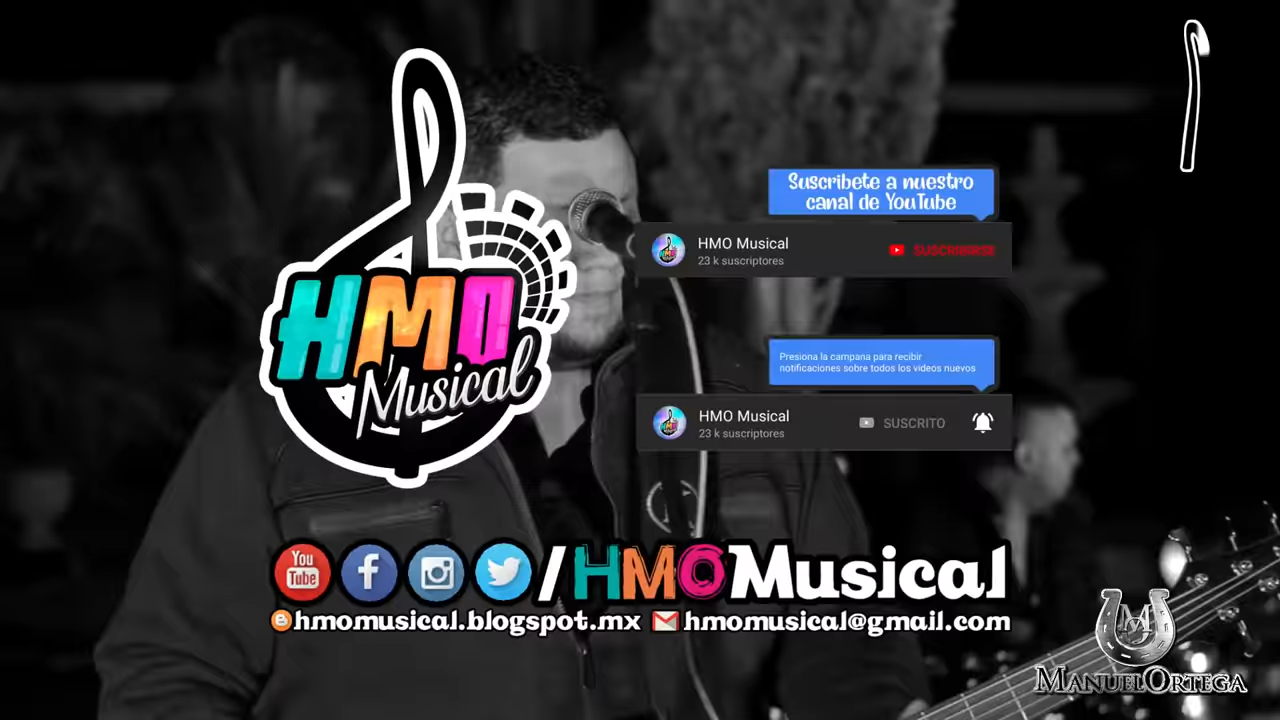 HMO
Musical
Suscribete a nuestro
canal de YouTube
HMO Musical
23 k suscriptores
SUSCRIBIRSE
Presiona la campana para recibir
notificaciones sobre todos los videos nuevos
HMO Musical
23 k suscriptores
SUSCRITO
You
Tube
/HMOMusical
hmomusical.blogspot.mx
hmomusical@gmail.com
MO
MANUEL ORTEGA